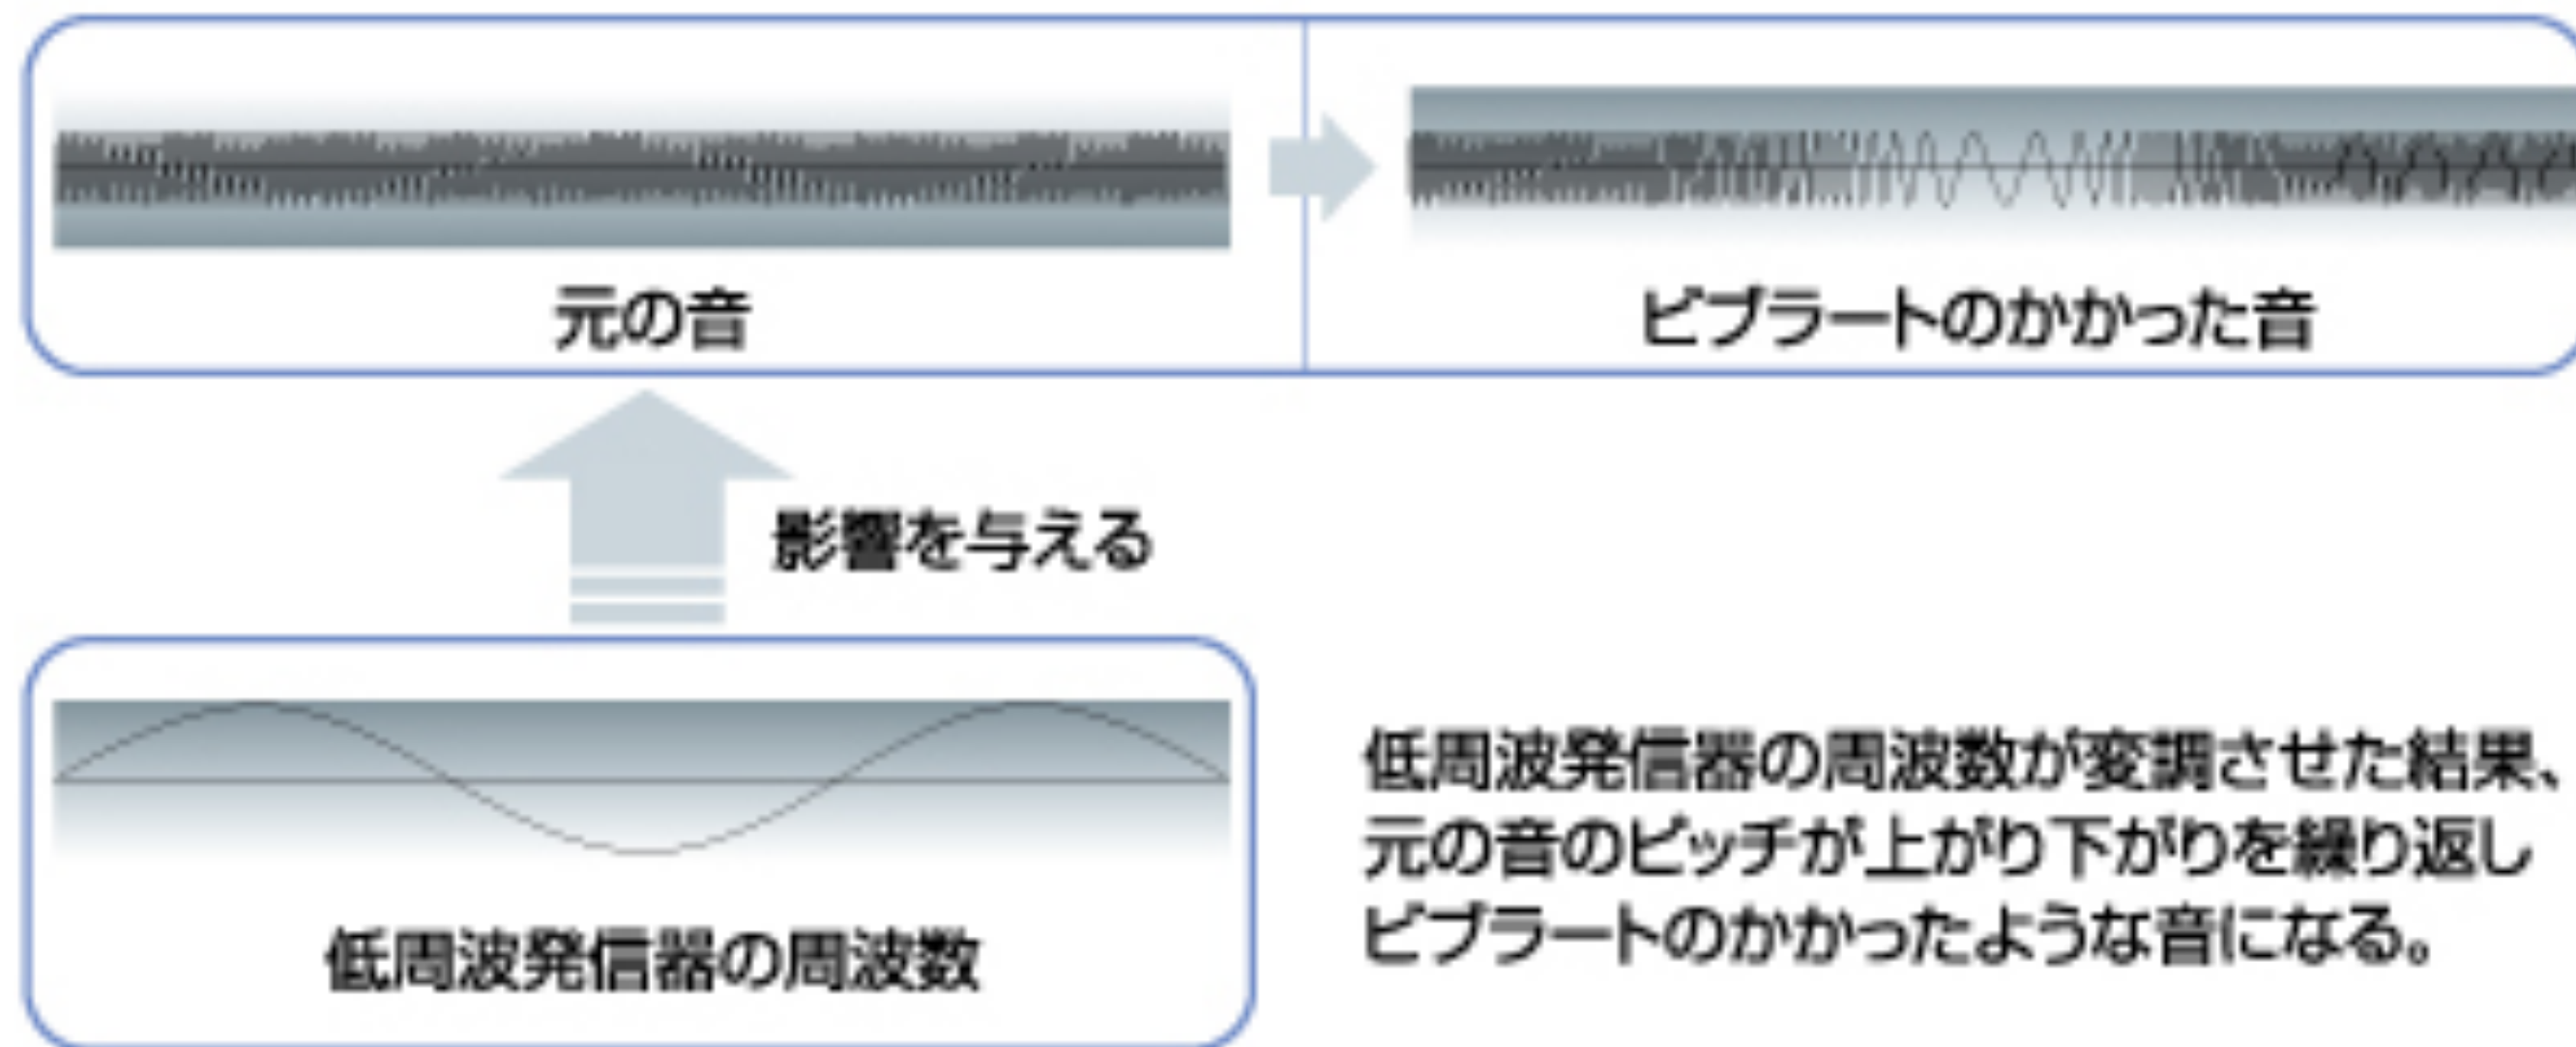 元の音
ビブラートのかかった音
影響を与える
低周波発信器の周波数
低周波発信器の周波数が変調させた結果、
元の音のピッチが上がり下がりを繰り返し
ビブラートのかかったような音になる。